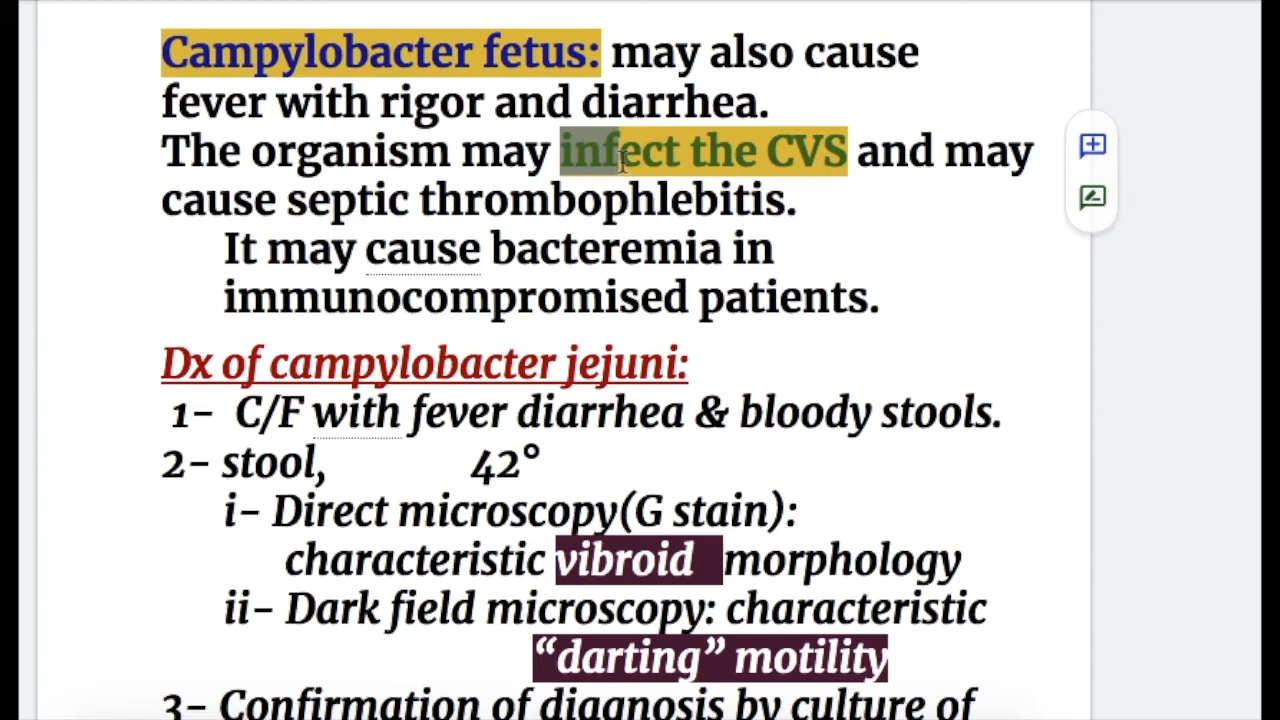 Campylobacter fetus: may also cause
fever with rigor and diarrhea.
The organism may infect the CVS and may
cause septic thrombophlebitis.
It may cause bacteremia in
immunocompromised patients.
Dx of campylobacter jejuni:
1- C/F with fever diarrhea & bloody stools.
2- stool, 42°
i- Direct microscopy(G stain):
characteristic vibroid morphology
ii- Dark field microscopy: characteristic
“darting” motility
3- Confirmation of diagnosis by culture of